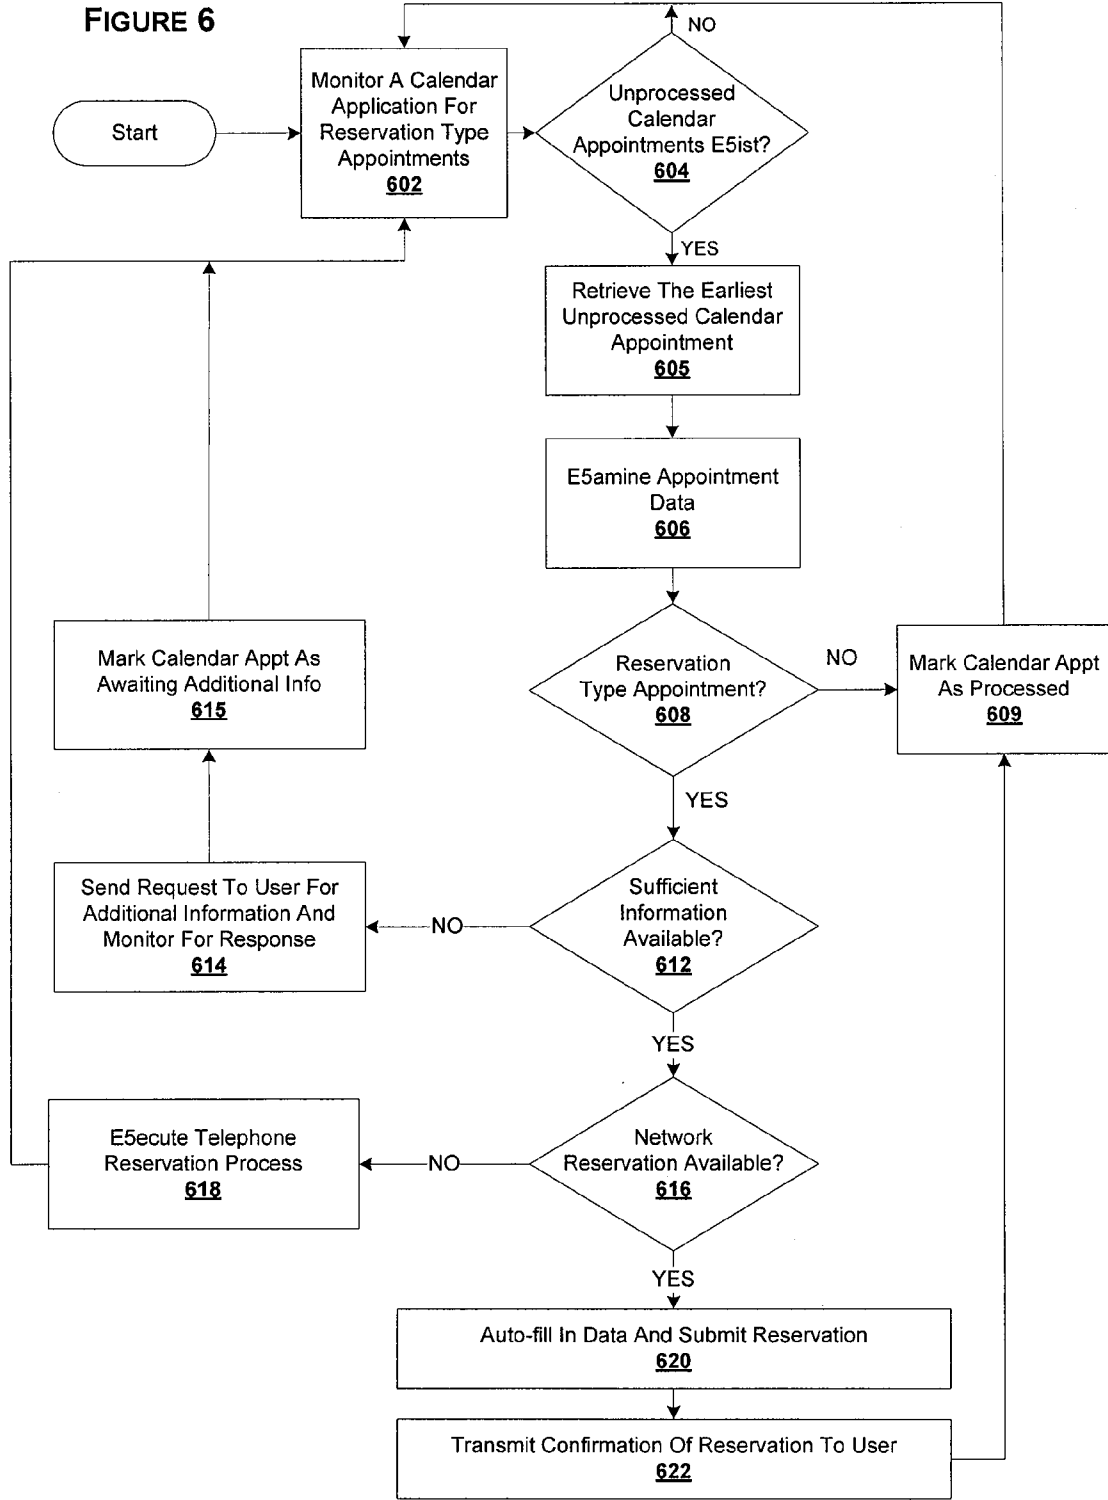 FIGURE 6
Start
Monitor A Calendar
Application For
Reservation Type
Appointments
602
NO
Unprocessed
Calendar
Appointments E5ist?
604
YES
Retrieve The Earliest
Unprocessed Calendar
Appointment
605
E5amine Appointment
Data
606
Reservation
Type Appointment?
608
NO
Mark Calendar Appt
As Processed
609
YES
Mark Calendar Appt As
Awaiting Additional Info
615
Sufficient
Information
Available?
612
NO
Send Request To User For
Additional Information And
Monitor For Response
614
YES
Network
Reservation Available?
616
NO
E5ecute Telephone
Reservation Process
618
YES
Auto-fill In Data And Submit Reservation
620
Transmit Confirmation Of Reservation To User
622